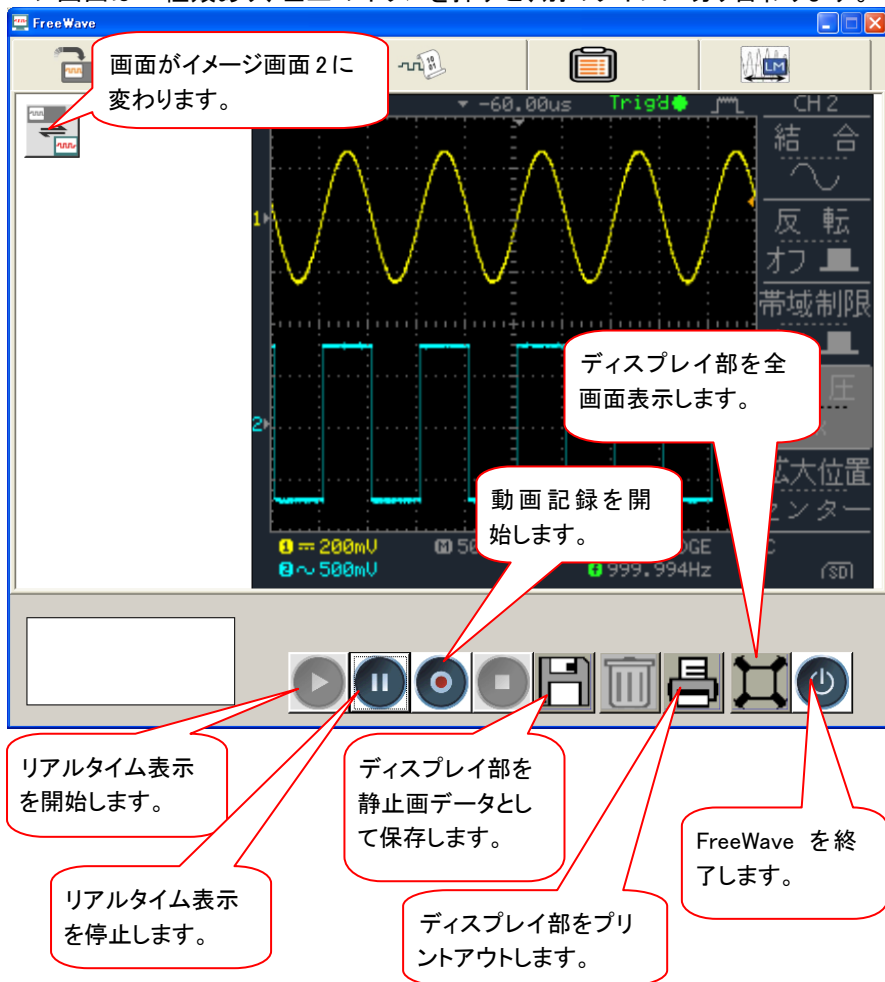 FreeWave
画面がイメージ画面2に
変わります。
-60.00us Trig'd CH2
結 合
反 転
オフ
帯域制限
圧
拡大位置
センター
1
2
ディスプレイ部を全
画面表示します。
動画記録を開
始します。
1 200mV
2 500mV
999.994Hz
SD
LM
リアルタイム表示
を開始します。
ディスプレイ部を
静止画データとし
て保存します。
FreeWave を終
了します。
リアルタイム表示
を停止します。
ディスプレイ部をプリ
ントアウトします。